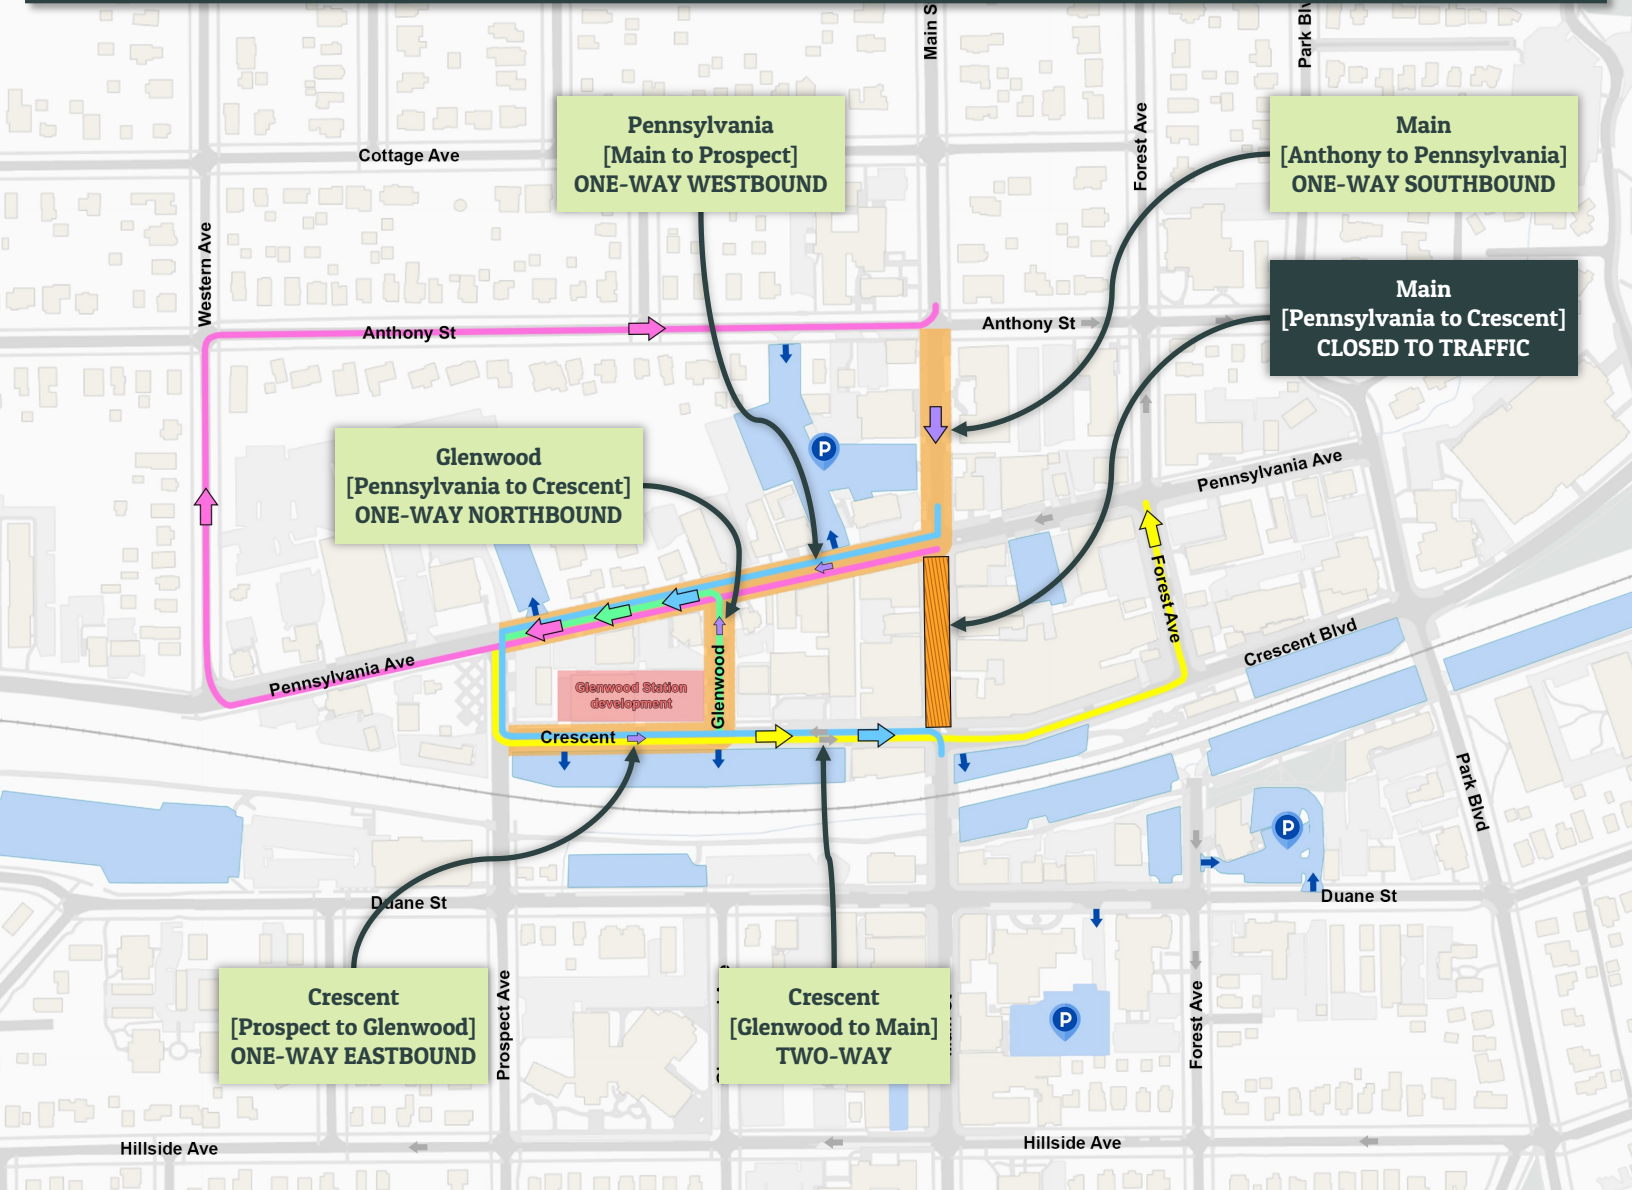 Main S
Park Blv
Pennsylvania
[Main to Prospect]
ONE-WAY WESTBOUND
Main
[Anthony to Pennsylvania]
ONE-WAY SOUTHBOUND
Forest Ave
Cottage Ave
Western Ave
Main
[Pennsylvania to Crescent]
CLOSED TO TRAFFIC
Anthony St
Anthony St
P
Glenwood
[Pennsylvania to Crescent]
ONE-WAY NORTHBOUND
Pennsylvania Ave
Forest Ave
Crescent Blvd
Pennsylvania Ave
Glenwood Station
development
Glenwood
Crescent
Park Blvd
P
Duane St
Duane St
Prospect Ave
Crescent
[Prospect to Glenwood]
ONE-WAY EASTBOUND
Crescent
[Glenwood to Main]
TWO-WAY
P
Forest Ave
Hillside Ave
Hillside Ave